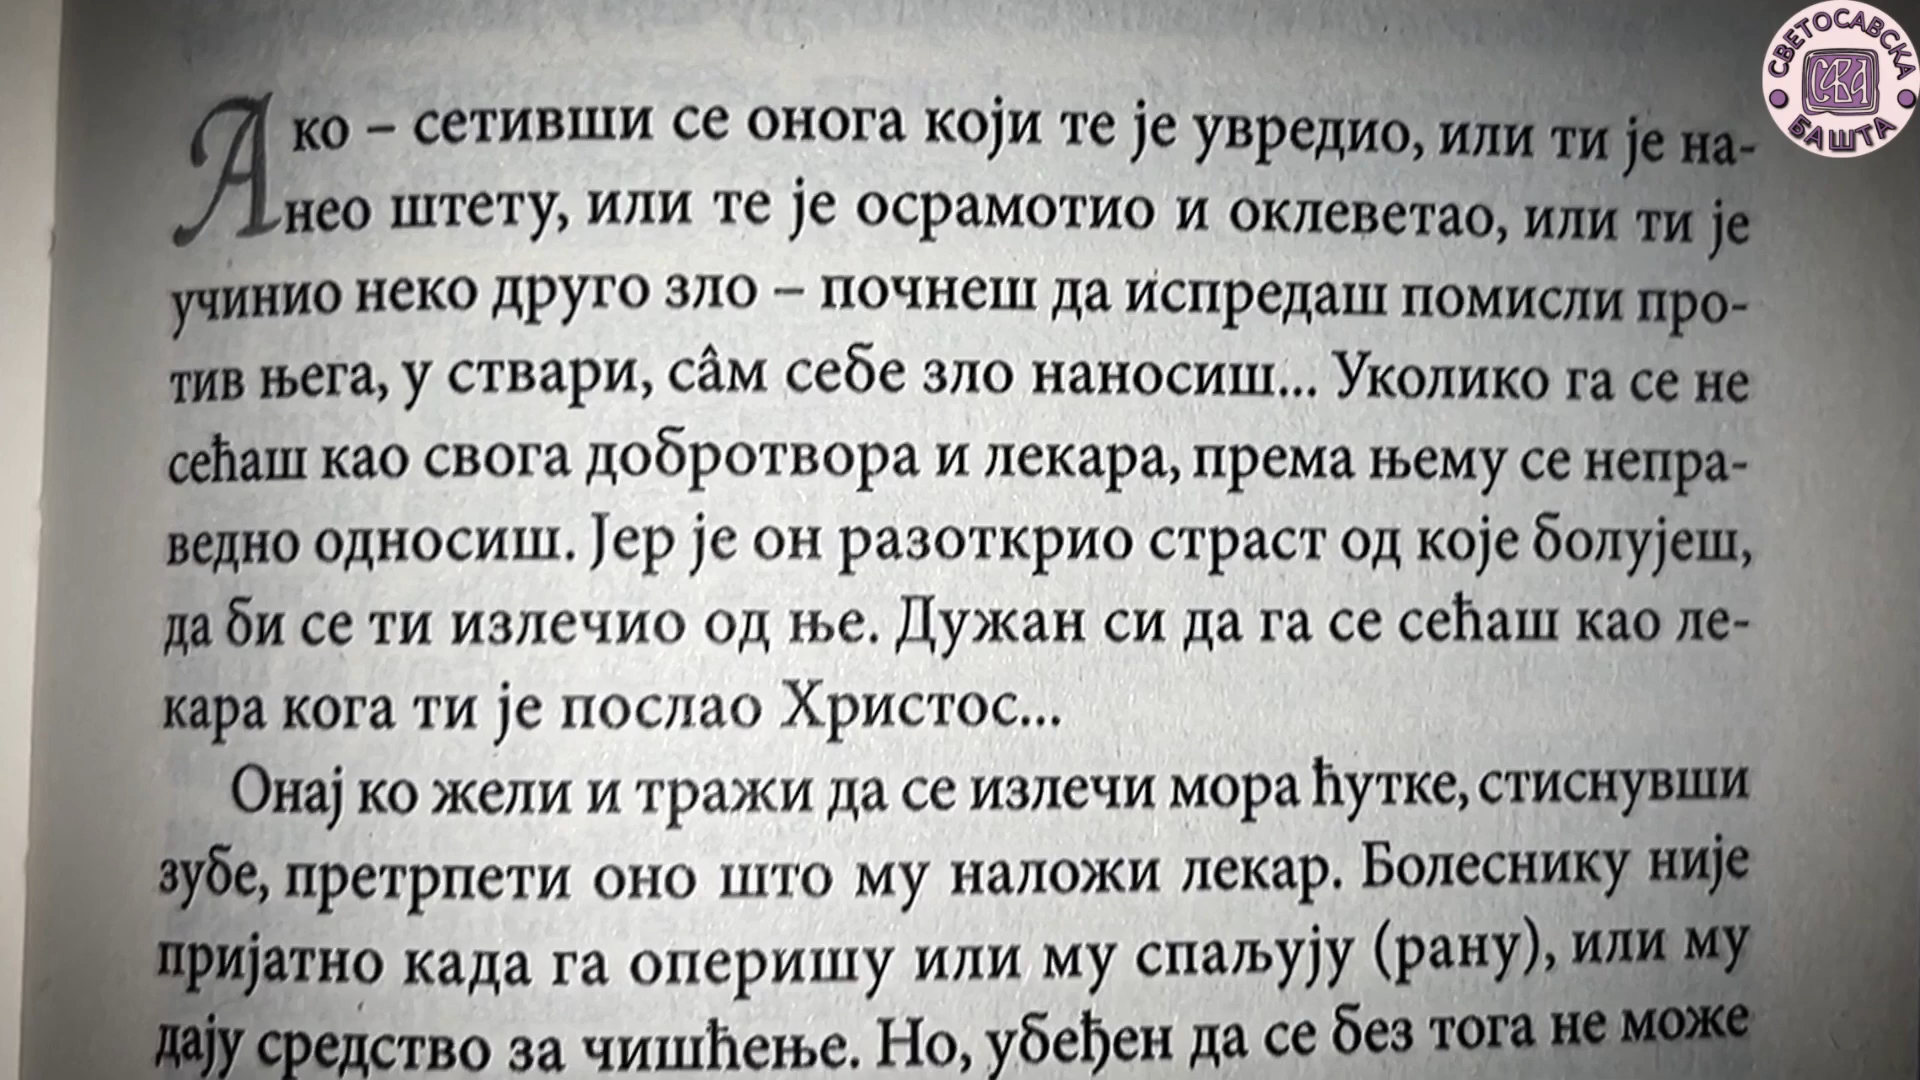 Ако – сетивши се онога који те је увредио, или ти је на-
нео штету, или те је осрамотио и оклеветао, или ти је
учинио неко друго зло – почнеш да испредаш помисли про-
тив њега, у ствари, сâм себе зло наносиш... Уколико га се не
сећаш као свога добротвора и лекара, према њему се непра-
ведно односиш. Јер је он разоткрио страст од које болујеш,
да би се ти излечио од ње. Дужан си да га се сећаш као ле-
кара кога ти је послао Христос...
Онај ко жели и тражи да се излечи мора ћутке, стиснувши
зубе, претрпети оно што му наложи лекар. Болеснику није
пријатно када га оперишу или му спаљују (рану), или му
дају средство за чишћење. Но, убеђен да се без тога не може
СВЕТОСАВСКА
САВА
БАШТА